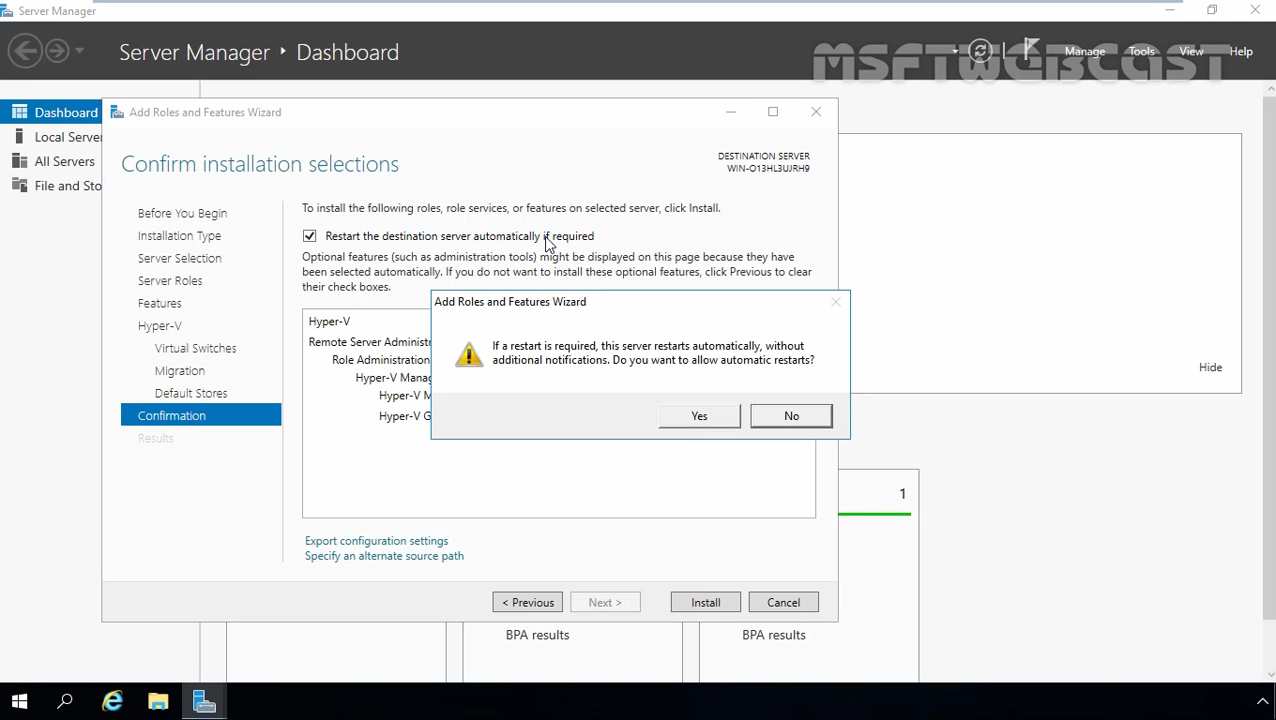 Server Manager
Server Manager ‣ Dashboard
Manage Tools View Help
MSFTWEBCAST
Dashboard
Local Server
All Servers
File and Sto
Add Roles and Features Wizard
Confirm installation selections
DESTINATION SERVER
WIN-O13HL3UJRH9
Before You Begin
Installation Type
Server Selection
Server Roles
Features
Hyper-V
Virtual Switches
Migration
Default Stores
Confirmation
Results
To install the following roles, role services, or features on selected server, click Install.
Restart the destination server automatically if required
Optional features (such as administration tools) might be displayed on this page because they have
been selected automatically. If you do not want to install these optional features, click Previous to clear
their check boxes.
Hyper-V
Remote Server Administ
Role Administration
Hyper-V Mana
Hyper-V M
Hyper-V G
Add Roles and Features Wizard
If a restart is required, this server restarts automatically, without
additional notifications. Do you want to allow automatic restarts?
Yes No
Export configuration settings
Specify an alternate source path
< Previous Next > Install Cancel
Hide
1
BPA results BPA results